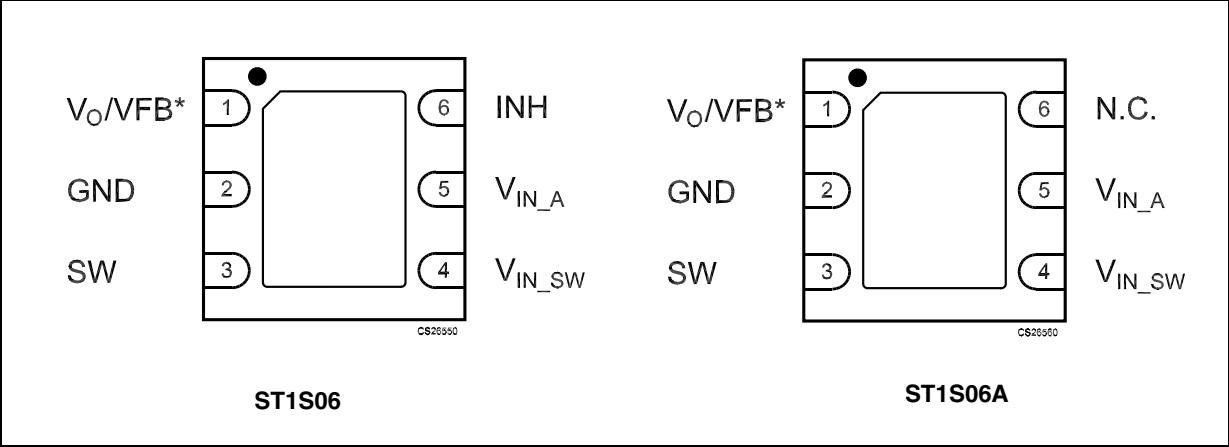 VO/VFB* 1 6 INH
GND 2 5 VIN_A
SW 3 4 VIN_SW
CS26550
ST1S06
VO/VFB* 1 6 N.C.
GND 2 5 VIN_A
SW 3 4 VIN_SW
CS26560
ST1S06A